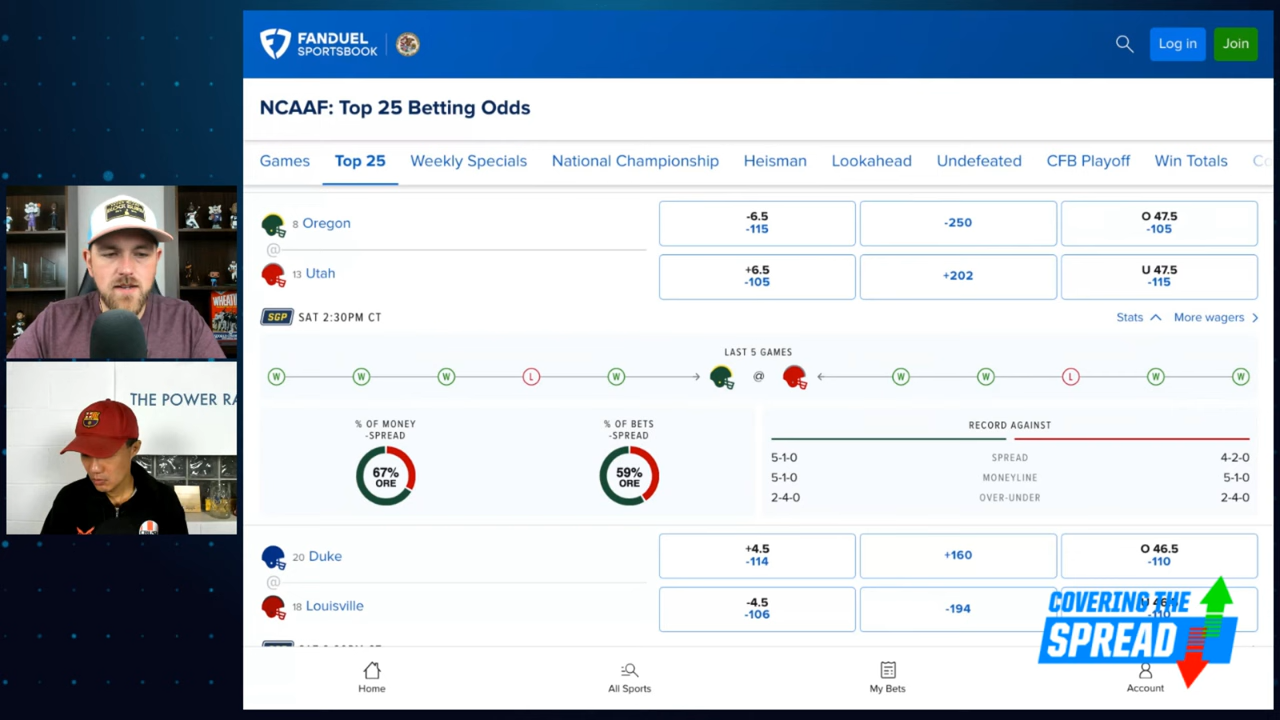 FANDUEL
SPORTSBOOK
Log in
Join
NCAAF: Top 25 Betting Odds
Games
Top 25
Weekly Specials
National Championship
Heisman
Lookahead
Undefeated
CFB Playoff
Win Totals
Co
8 Oregon
-6.5
-115
-250
O 47.5
-105
@
13 Utah
+6.5
-105
+202
U 47.5
-115
SGP SAT 2:30PM CT
Stats
More wagers
LAST 5 GAMES
W W W L W @ W W L W W
% OF MONEY
-SPREAD
67%
ORE
% OF BETS
-SPREAD
59%
ORE
RECORD AGAINST
5-1-0 SPREAD 4-2-0
5-1-0 MONEYLINE 5-1-0
2-4-0 OVER-UNDER 2-4-0
20 Duke
+4.5
-114
+160
O 46.5
-110
@
18 Louisville
-4.5
-106
-194
COVERING THE
SPREAD
Home
All Sports
My Bets
Account
THE POWER RA